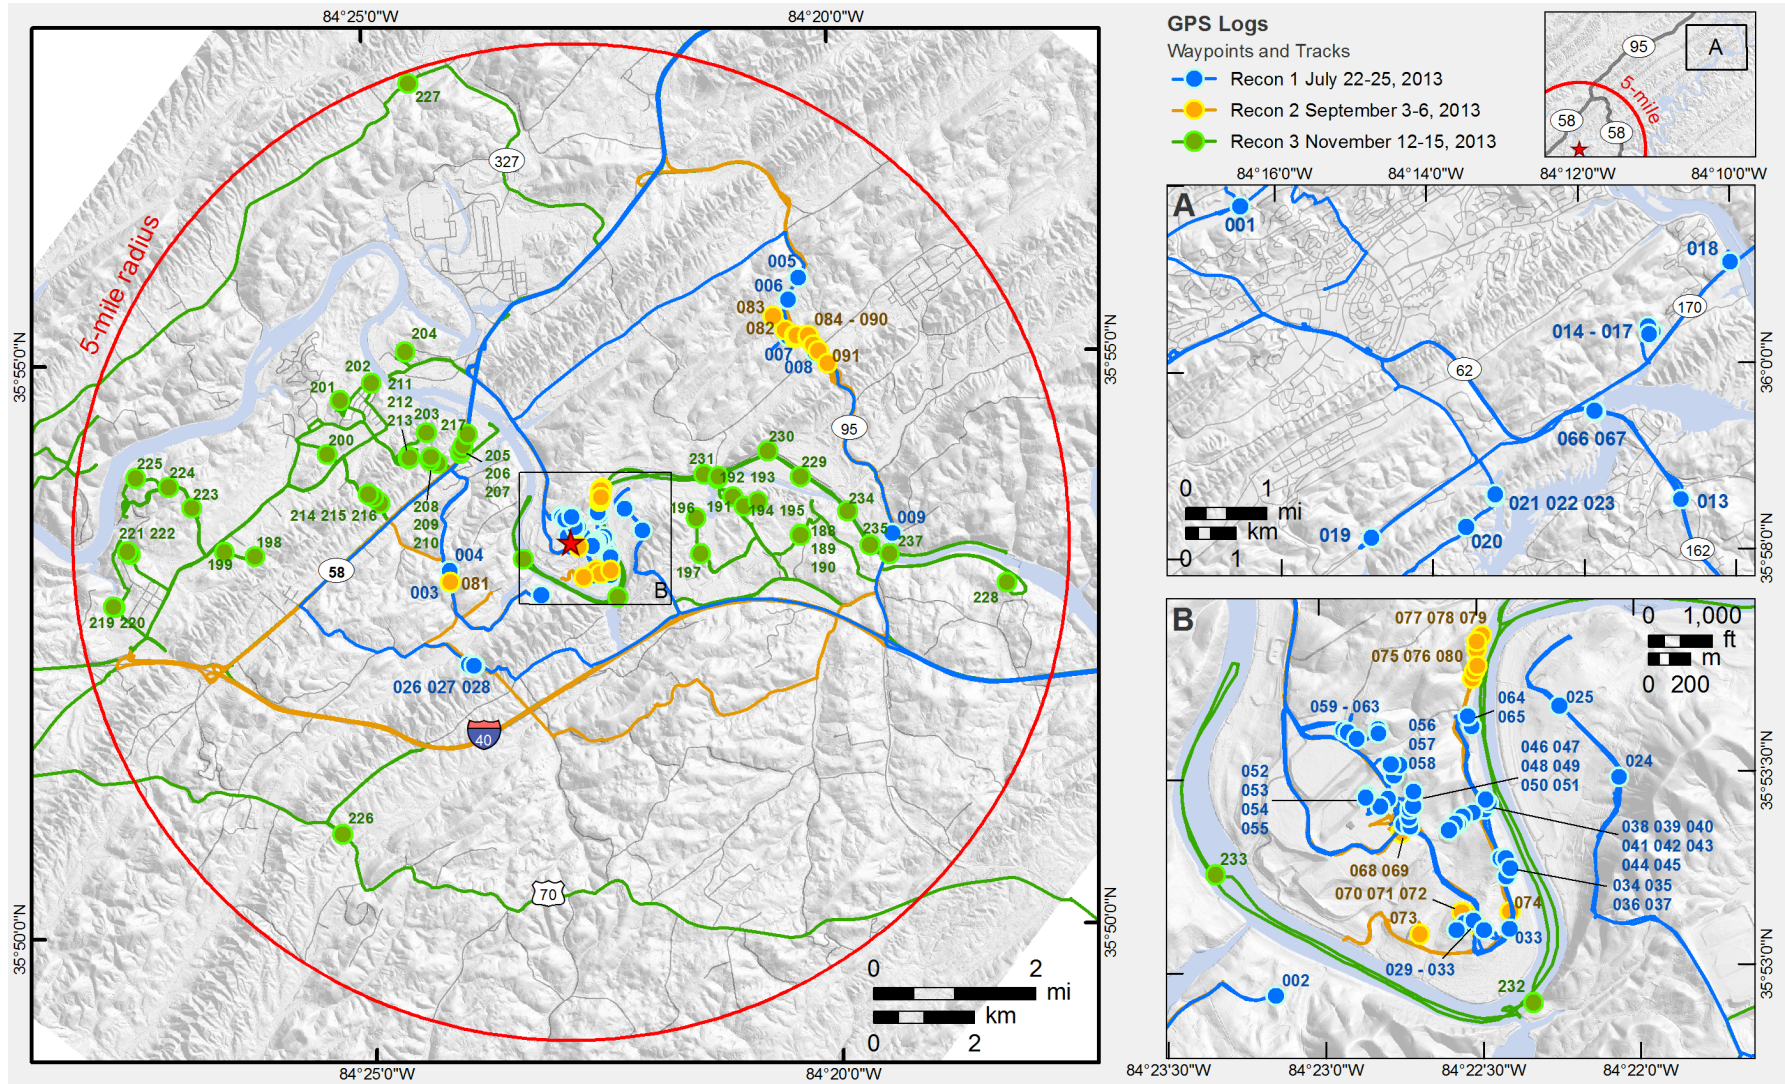 84°25'0"W
84°20'0"W
GPS Logs
Waypoints and Tracks
Recon 1 July 22-25, 2013
Recon 2 September 3-6, 2013
Recon 3 November 12-15, 2013
95
A
5-mile
58
58
227
327
5-mile radius
005
006
083
084 - 090
082
007
091
008
204
202
211
201
212
213
203
217
200
95
205
206
207
230
231
229
192 193
225
224
223
214 215 216
208
209
210
196
191
194 195
234
009
221 222
198
199
004
188
189
190
235
237
58
081
003
197
B
228
219 220
026 027 028
40
226
70
35°55'0"N
35°55'0"N
35°50'0"N
35°50'0"N
0
2
mi
km
0
2
84°25'0"W
84°20'0"W
84°16'0"W
84°14'0"W
84°12'0"W
84°10'0"W
A
001
018
170
014 - 017
62
066 067
0
1
mi
km
0
1
021 022 023
013
019
020
162
36°0'0"N
35°58'0"N
B
077 078 079
0
1,000
ft
m
0
200
075 076 080
059 - 063
064
065
025
056
057
058
046 047
048 049
050 051
024
052
053
054
055
038 039 040
041 042 043
044 045
034 035
036 037
233
068 069
070 071 072
073
074
033
029 - 033
002
232
35°53'30"N
35°53'0"N
84°23'30"W
84°23'0"W
84°22'30"W
84°22'0"W